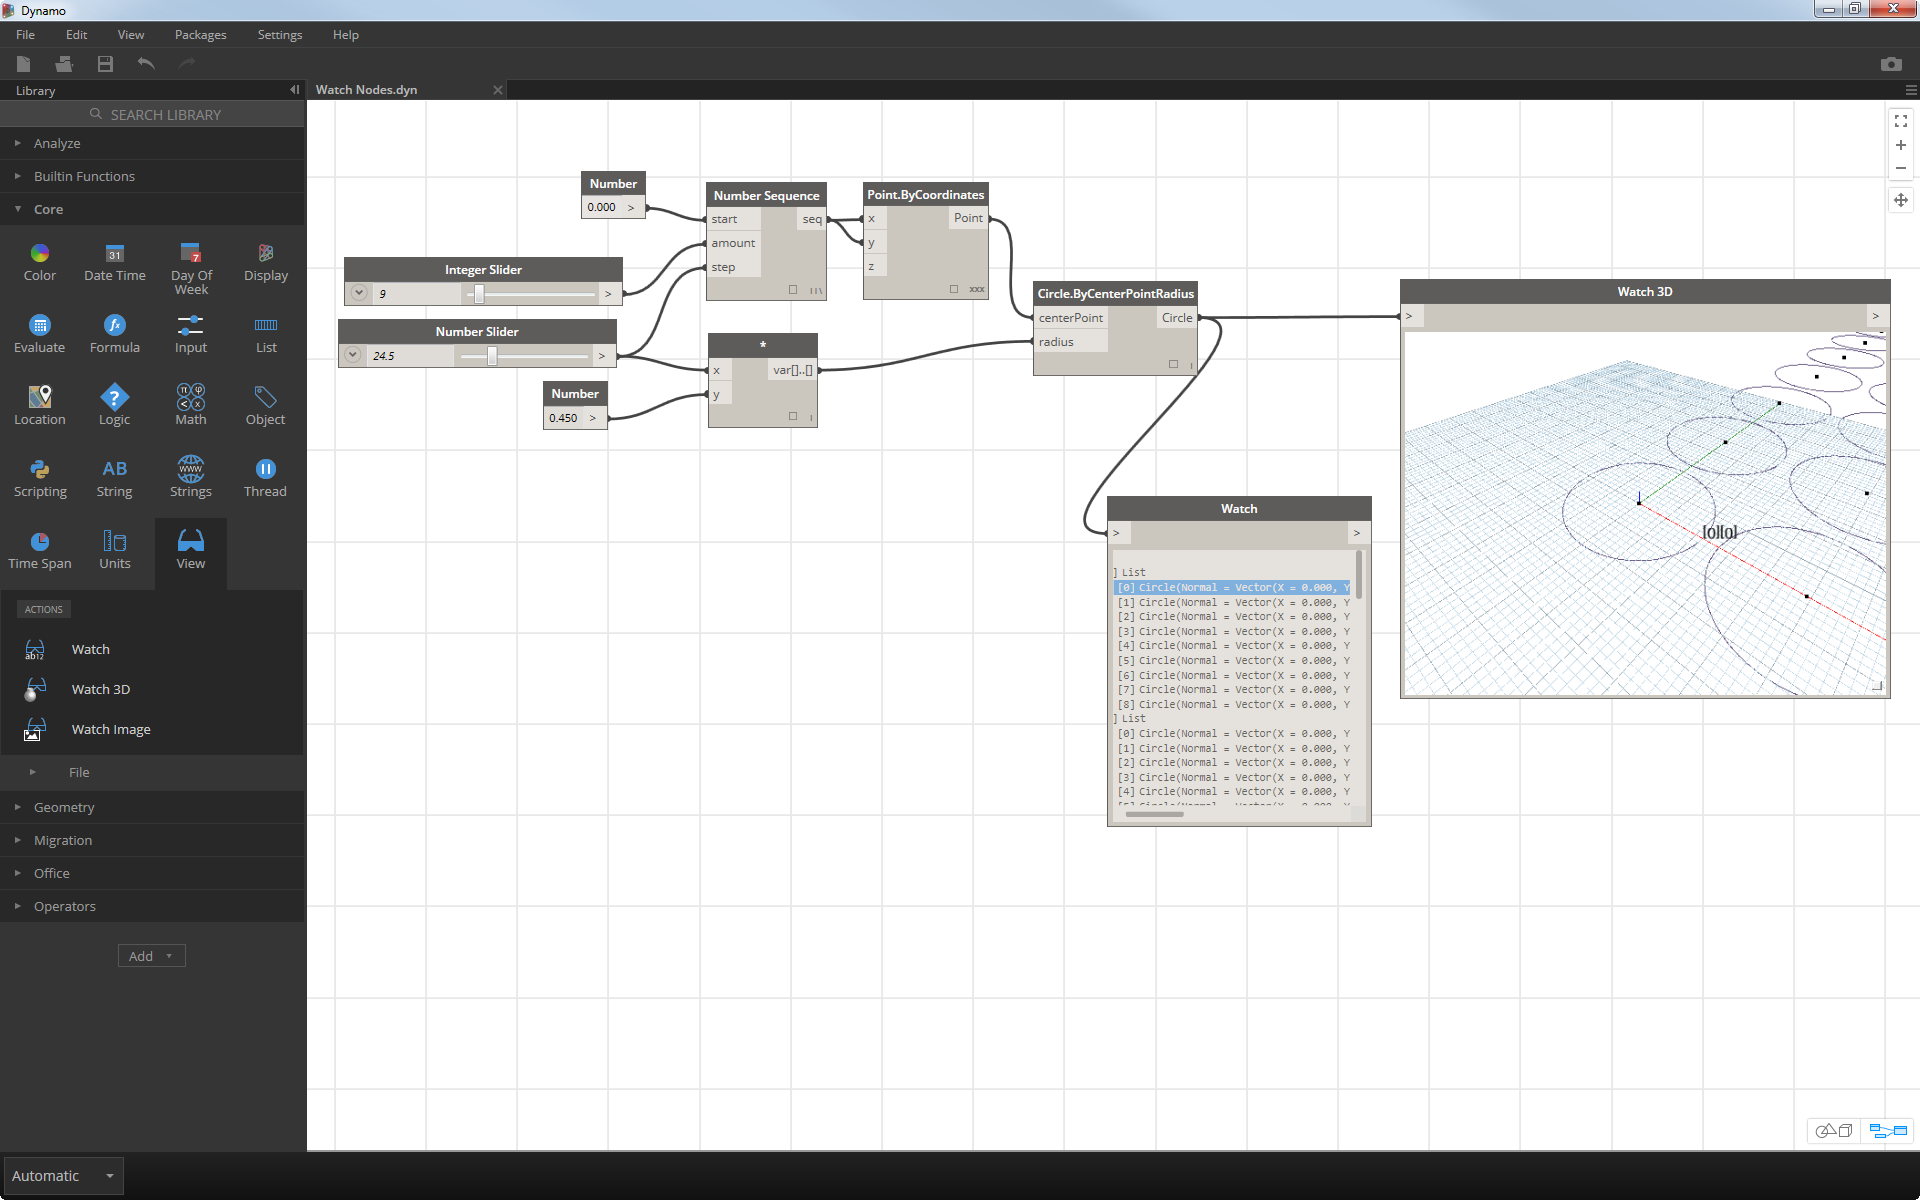 Dynamo
File Edit View Packages Settings Help
Library
Watch Nodes.dyn
SEARCH LIBRARY
Analyze
Builtin Functions
Core
Color
Date Time
Day Of Week
Display
Evaluate
Formula
Input
List
Location
Logic
Math
Object
Scripting
String
Strings
Thread
Time Span
Units
View
ACTIONS
Watch
Watch 3D
Watch Image
File
Geometry
Migration
Office
Operators
Add
Automatic
Number
0.000 >
Integer Slider
9 >
Number Slider
24.5 >
Number
0.450 >
Number Sequence
start seq
amount
step
*
x var[]..[]
y
Point.ByCoordinates
x Point
y
z
xxx
Circle.ByCenterPointRadius
centerPoint Circle
radius
Watch
> >
] List
[0] Circle(Normal = Vector(X = 0.000, Y
[1] Circle(Normal = Vector(X = 0.000, Y
[2] Circle(Normal = Vector(X = 0.000, Y
[3] Circle(Normal = Vector(X = 0.000, Y
[4] Circle(Normal = Vector(X = 0.000, Y
[5] Circle(Normal = Vector(X = 0.000, Y
[6] Circle(Normal = Vector(X = 0.000, Y
[7] Circle(Normal = Vector(X = 0.000, Y
[8] Circle(Normal = Vector(X = 0.000, Y
] List
[0] Circle(Normal = Vector(X = 0.000, Y
[1] Circle(Normal = Vector(X = 0.000, Y
[2] Circle(Normal = Vector(X = 0.000, Y
[3] Circle(Normal = Vector(X = 0.000, Y
[4] Circle(Normal = Vector(X = 0.000, Y
Watch 3D
> >
[0][0]